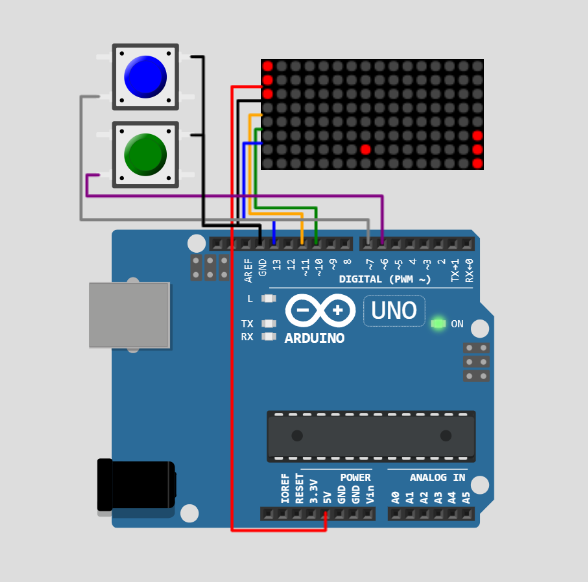 AREF
GND
13
12
~11
~10
~9
8
~7
~6
~5
4
~3
2
TX→1
RX←0
DIGITAL (PWM ~)
L
TX
RX
UNO
ON
ARDUINO
POWER
ANALOG IN
IOREF
RESET
3.3V
5V
GND
GND
Vin
A0
A1
A2
A3
A4
A5